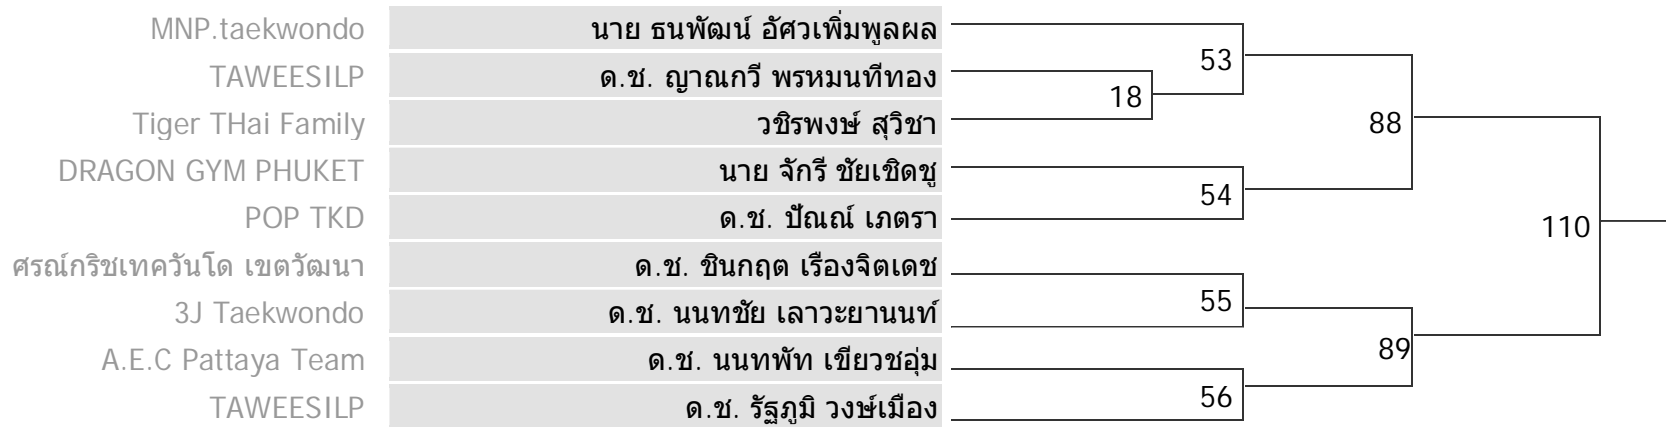 MNP.taekwondo นาย ธนพัฒน์ อัศวเพิ่มพูลผล
53
TAWEESILP ด.ช. ญาณกวี พรหมนทีทอง
18
Tiger THai Family วชิรพงษ์ สุวิชา
88
DRAGON GYM PHUKET นาย จักรี ชัยเชิดชู
54
POP TKD ด.ช. ปัณณ์ เภตรา
110
ศรณ์กริชเทควันโด เขตวัฒนา ด.ช. ชินกฤต เรืองจิตเดช
55
3J Taekwondo ด.ช. นนทชัย เลาวะยานนท์
89
A.E.C Pattaya Team ด.ช. นนทพัท เขียวชอุ่ม
56
TAWEESILP ด.ช. รัฐภูมิ วงษ์เมือง